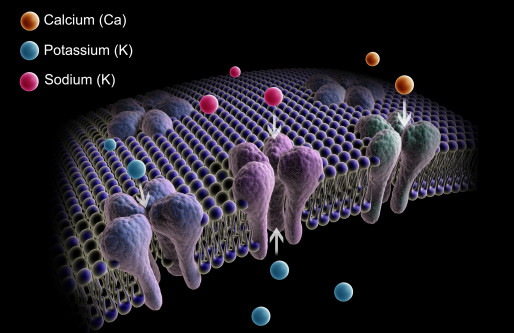 Calcium (Ca)
Potassium (K)
Sodium (K)